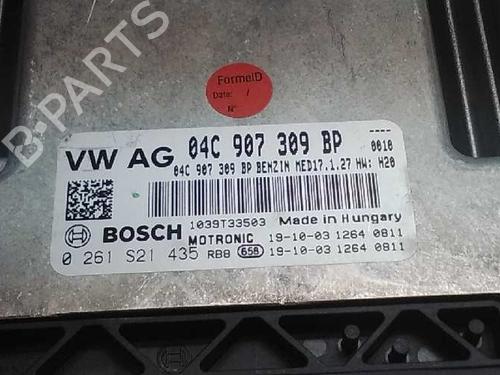 B-PARTS
FormelD
Date: /
N°
VW AG 04C 907 309 BP ----
0010
04C 907 309 BP BENZIN MED17.1.27 HW: H20
1039T33503 Made in Hungary
BOSCH MOTRONIC 19-10-03 1264 0811
0 261 S21 435 RB8 658 19-10-03 1264 0811